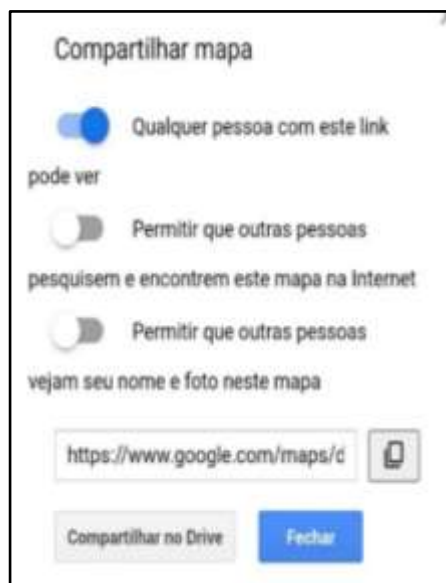 Compartilhar mapa
Qualquer pessoa com este link
pode ver
Permitir que outras pessoas
pesquisem e encontrem este mapa na Internet
Permitir que outras pessoas
vejam seu nome e foto neste mapa
https://www.google.com/maps/d
Compartilhar no Drive Fechar